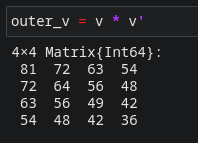 outer_v = v * v'
4×4 Matrix{Int64}:
81 72 63 54
72 64 56 48
63 56 49 42
54 48 42 36